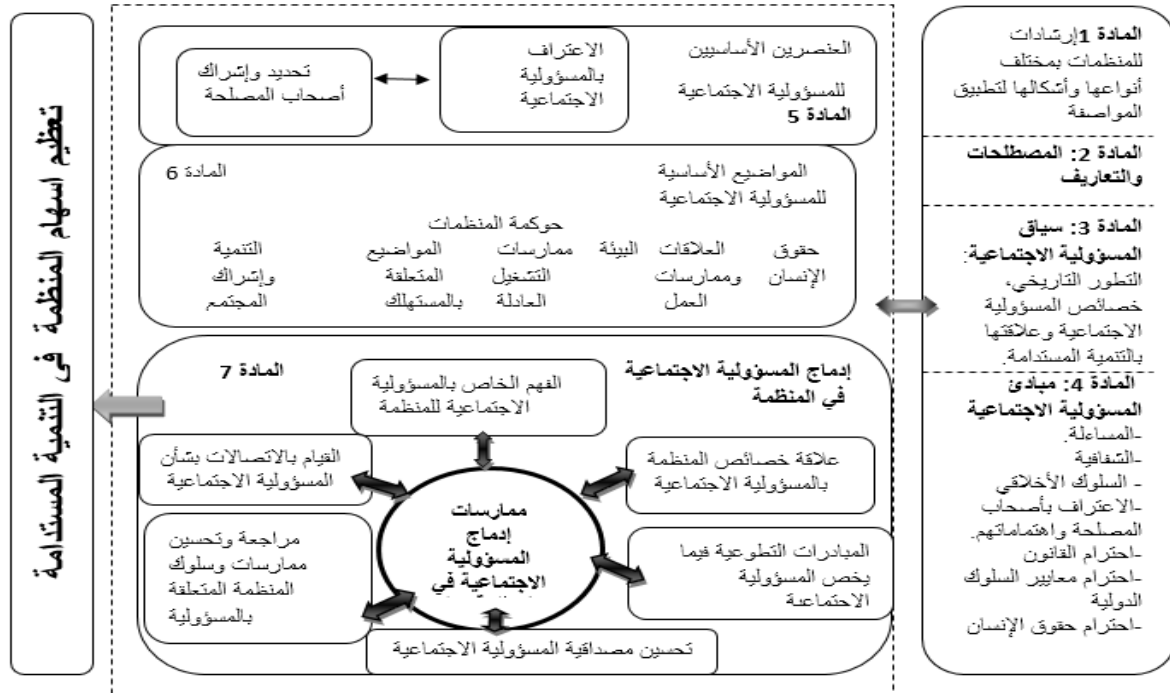 المادة 1إرشادات
للمنظمات بمختلف
أنواعها وأشكالها لتطبيق
المواصفة
المادة 2: المصطلحات
والتعاريف
المادة 3: سياق
المسؤولية الاجتماعية:
التطور التاريخي،
خصائص المسؤولية
الاجتماعية وعلاقتها
بالتنمية المستدامة.
المادة 4: مبادئ
المسؤولية الاجتماعية
-المساءلة.
-الشفافية
- السلوك الأخلاقي
-الاعتراف بأصحاب
المصلحة واهتماماتهم.
-احترام القانون
-احترام معايير السلوك
الدولية
-احترام حقوق الإنسان
العنصرين الأساسيين
للمسؤولية الاجتماعية
المادة 5
الاعتراف
بالمسؤولية
الاجتماعية
تحديد وإشراك
أصحاب المصلحة
المواضيع الأساسية
للمسؤولية الاجتماعية
المادة 6
حوكمة المنظمات
حقوق
الإنسان
العلاقات
وممارسات
العمل
البيئة
ممارسات
التشغيل
العادلة
المواضيع
المتعلقة
بالمستهلك
التنمية
وإشراك
المجتمع
إدماج المسؤولية الاجتماعية
في المنظمة
المادة 7
الفهم الخاص بالمسؤولية
الاجتماعية للمنظمة
علاقة خصائص المنظمة
بالمسؤولية الاجتماعية
القيام بالاتصالات بشأن
المسؤولية الاجتماعية
ممارسات
إدماج
المسؤولية
الاجتماعية في
المبادرات التطوعية فيما
يخص المسؤولية
الاجتماعية
مراجعة وتحسين
ممارسات وسلوك
المنظمة المتعلقة
بالمسؤولية
تحسين مصداقية المسؤولية الاجتماعية
تعظيم اسهام المنظمة في التنمية المستدامة